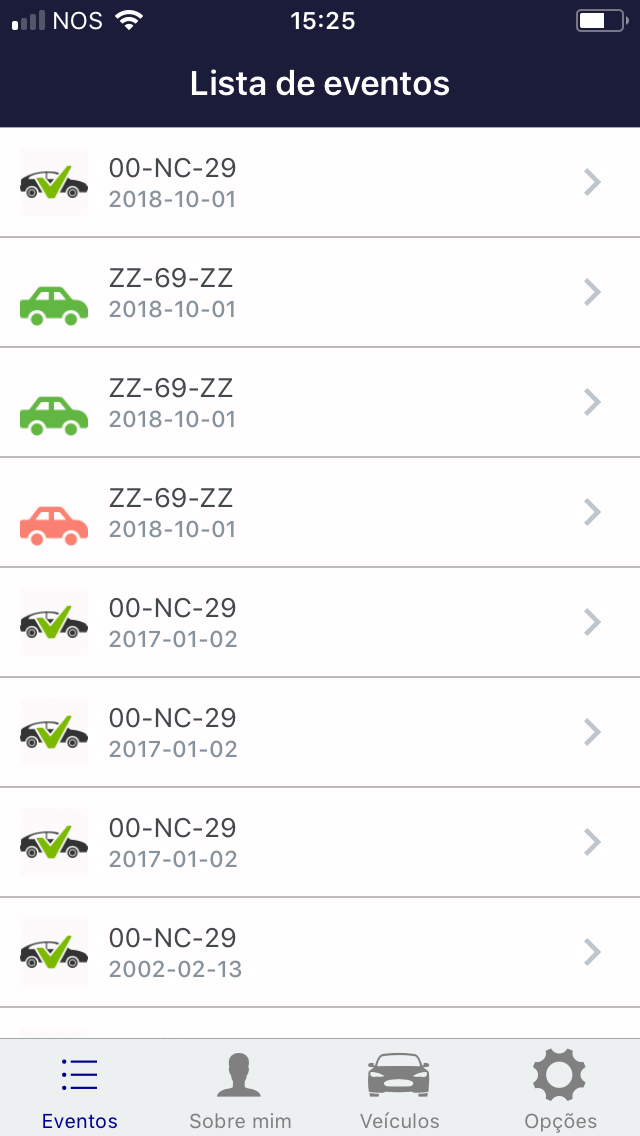 NOS 15:25
Lista de eventos
00-NC-29
2018-10-01
ZZ-69-ZZ
2018-10-01
ZZ-69-ZZ
2018-10-01
ZZ-69-ZZ
2018-10-01
00-NC-29
2017-01-02
00-NC-29
2017-01-02
00-NC-29
2017-01-02
00-NC-29
2002-02-13
Eventos Sobre mim Veículos Opções